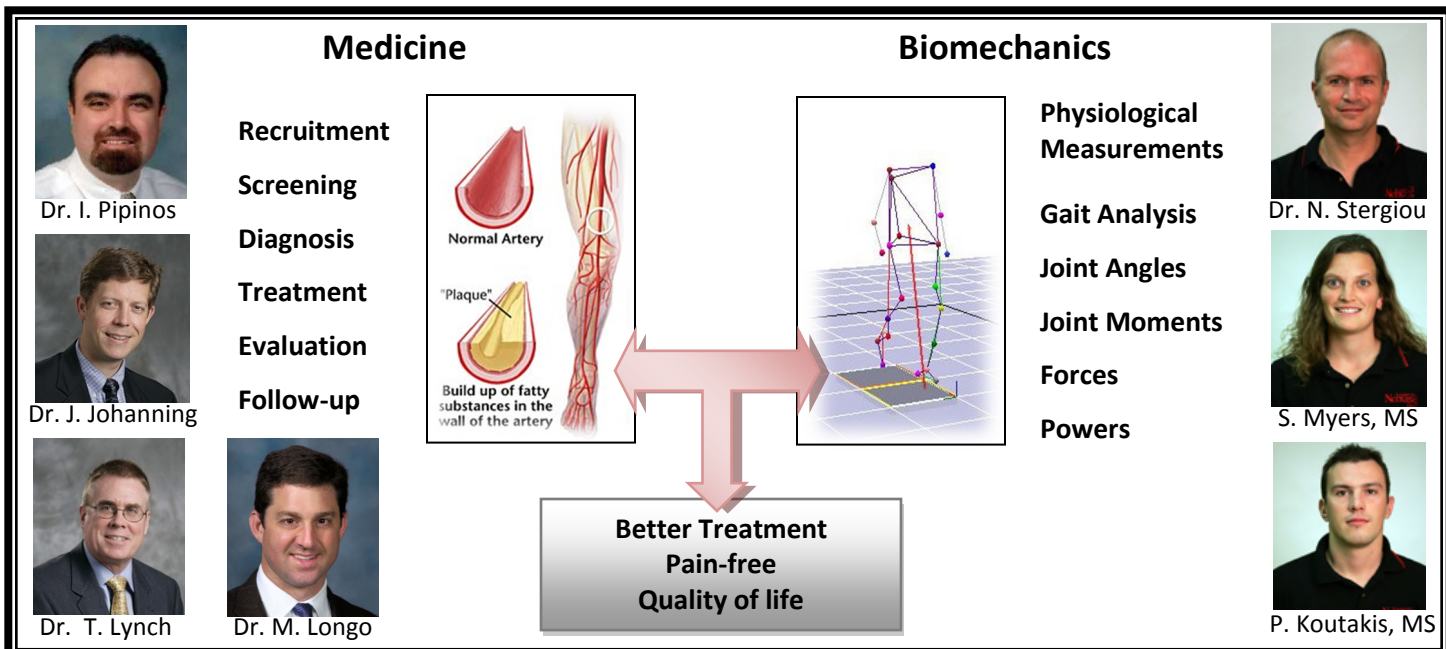 Medicine
Biomechanics
Dr. I. Pipinos
Dr. J. Johanning
Dr. T. Lynch
Dr. M. Longo
Recruitment
Screening
Diagnosis
Treatment
Evaluation
Follow-up
Normal Artery
"Plaque"
Build up of fatty
substances in the
wall of the artery
Physiological
Measurements
Gait Analysis
Joint Angles
Joint Moments
Forces
Powers
Dr. N. Stergiou
S. Myers, MS
P. Koutakis, MS
Better Treatment
Pain-free
Quality of life